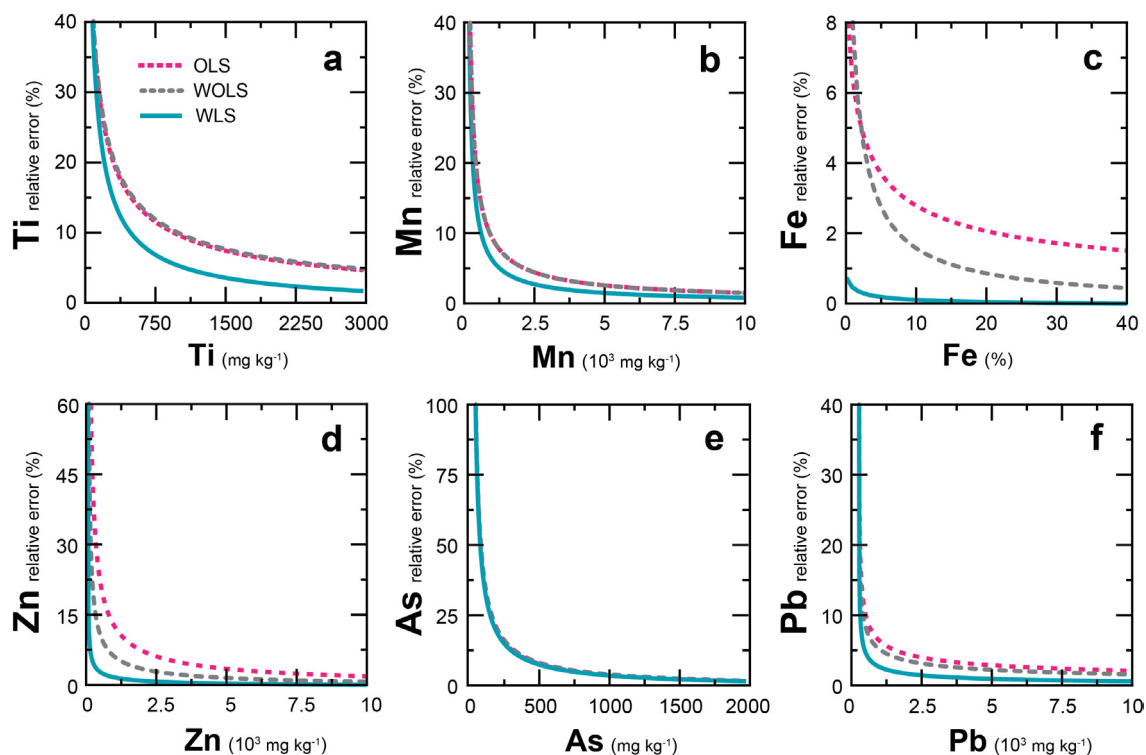 a
OLS
WOLS
WLS
40
30
20
10
0
Ti relative error (%)
0 750 1500 2250 3000
Ti (mg kg⁻¹)
b
40
30
20
10
0
Mn relative error (%)
0 2.5 5 7.5 10
Mn (10³ mg kg⁻¹)
c
8
6
4
2
0
Fe relative error (%)
0 10 20 30 40
Fe (%)
d
60
45
30
15
0
Zn relative error (%)
0 2.5 5 7.5 10
Zn (10³ mg kg⁻¹)
e
100
75
50
25
0
As relative error (%)
0 500 1000 1500 2000
As (mg kg⁻¹)
f
40
30
20
10
0
Pb relative error (%)
0 2.5 5 7.5 10
Pb (10³ mg kg⁻¹)